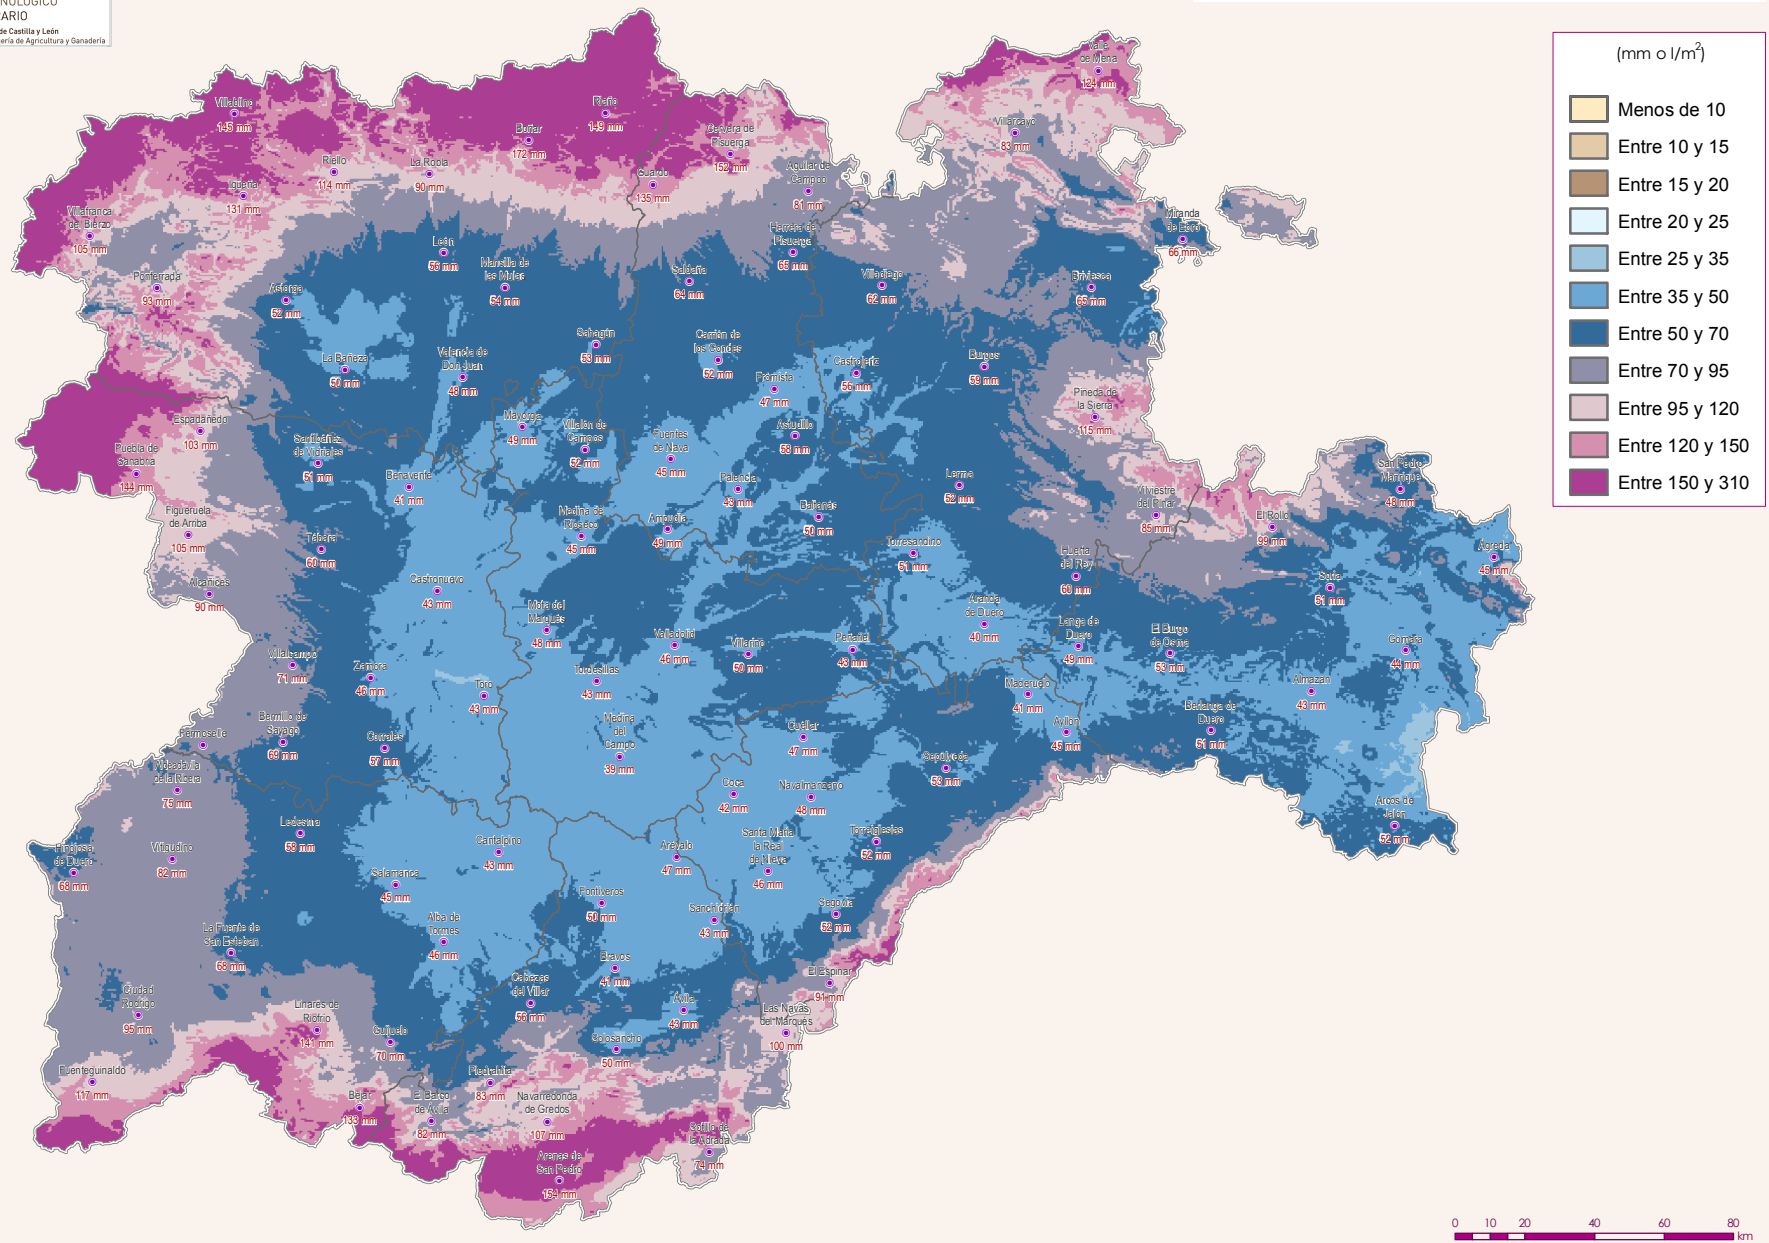 NOLÓGICO
RARIO
de Castilla y León
ería de Agricultura y Ganadería
(mm o l/m²)
Menos de 10
Entre 10 y 15
Entre 15 y 20
Entre 20 y 25
Entre 25 y 35
Entre 35 y 50
Entre 50 y 70
Entre 70 y 95
Entre 95 y 120
Entre 120 y 150
Entre 150 y 310
Valle
de Mena
124 mm
Villablino
145 mm
Riaño
149 mm
Boñar
172 mm
Cervera de
Pisuerga
152 mm
Villarcayo
83 mm
Riello
114 mm
La Robla
90 mm
Guardo
135 mm
Aguilar de
Campoo
81 mm
Igüeña
131 mm
Villafranca
del Bierzo
105 mm
Miranda
de Ebro
66 mm
León
56 mm
Mansilla de
las Mulas
54 mm
Herrera de
Pisuerga
65 mm
Saldaña
64 mm
Villadiego
62 mm
Briviesca
65 mm
Ponferrada
93 mm
Astorga
52 mm
Sahagún
53 mm
Carrión de
los Condes
52 mm
La Bañeza
50 mm
Valencia de
Don Juan
48 mm
Frómista
47 mm
Castrojeriz
56 mm
Burgos
59 mm
Pineda de
la Sierra
115 mm
Espadañedo
103 mm
Mayorga
49 mm
Villalón de
Campos
52 mm
Fuentes
de Nava
45 mm
Astudillo
58 mm
Puebla de
Sanabria
144 mm
Santibáñez
de Vidriales
51 mm
Benavente
41 mm
Palencia
43 mm
Lerma
52 mm
Vilviestre
del Pinar
85 mm
San Pedro
Manrique
48 mm
Figueruela
de Arriba
105 mm
Tábara
60 mm
Medina de
Rioseco
45 mm
Ampudia
49 mm
Baltanás
50 mm
Torresandino
51 mm
El Royo
99 mm
Ágreda
45 mm
Alcañices
90 mm
Castronuevo
43 mm
Huerta
del Rey
60 mm
Soria
51 mm
Mota del
Marqués
48 mm
Valladolid
46 mm
Villarino
50 mm
Peñafiel
43 mm
Aranda
de Duero
40 mm
Langa de
Duero
49 mm
El Burgo
de Osma
53 mm
Gómara
44 mm
Villalcampo
71 mm
Zamora
46 mm
Toro
43 mm
Tordesillas
43 mm
Maderuelo
41 mm
Almazán
43 mm
Fermoselle
Bermillo de
Sayago
69 mm
Corrales
57 mm
Medina
del
Campo
39 mm
Cuéllar
47 mm
Ayllón
45 mm
Berlanga de
Duero
51 mm
Aldeadávila
de la Ribera
75 mm
Coca
42 mm
Navalmanzano
48 mm
Sepúlveda
53 mm
Arcos de
Jalón
52 mm
Ledesma
58 mm
Hinojosa
de Duero
68 mm
Vitigudino
82 mm
Cantalpino
43 mm
Arévalo
47 mm
Santa María
la Real
de Nieva
46 mm
Torreiglesias
52 mm
Salamanca
45 mm
Fontiveros
50 mm
Sanchidrián
43 mm
Segovia
52 mm
La Fuente de
San Esteban
68 mm
Alba de
Tormes
46 mm
Bravos
41 mm
El Espinar
91 mm
Ciudad
Rodrigo
95 mm
Linares de
Riofrío
141 mm
Guijuelo
70 mm
Cabezas
del Villar
56 mm
Ávila
43 mm
Las Navas
del Marqués
100 mm
Solosancho
50 mm
Fuenteguinaldo
117 mm
Béjar
133 mm
El Barco
de Ávila
82 mm
Piedrahíta
83 mm
Navarredonda
de Gredos
107 mm
Sotillo de
la Adrada
74 mm
Arenas de
San Pedro
154 mm
0 10 20 40 60 80
km